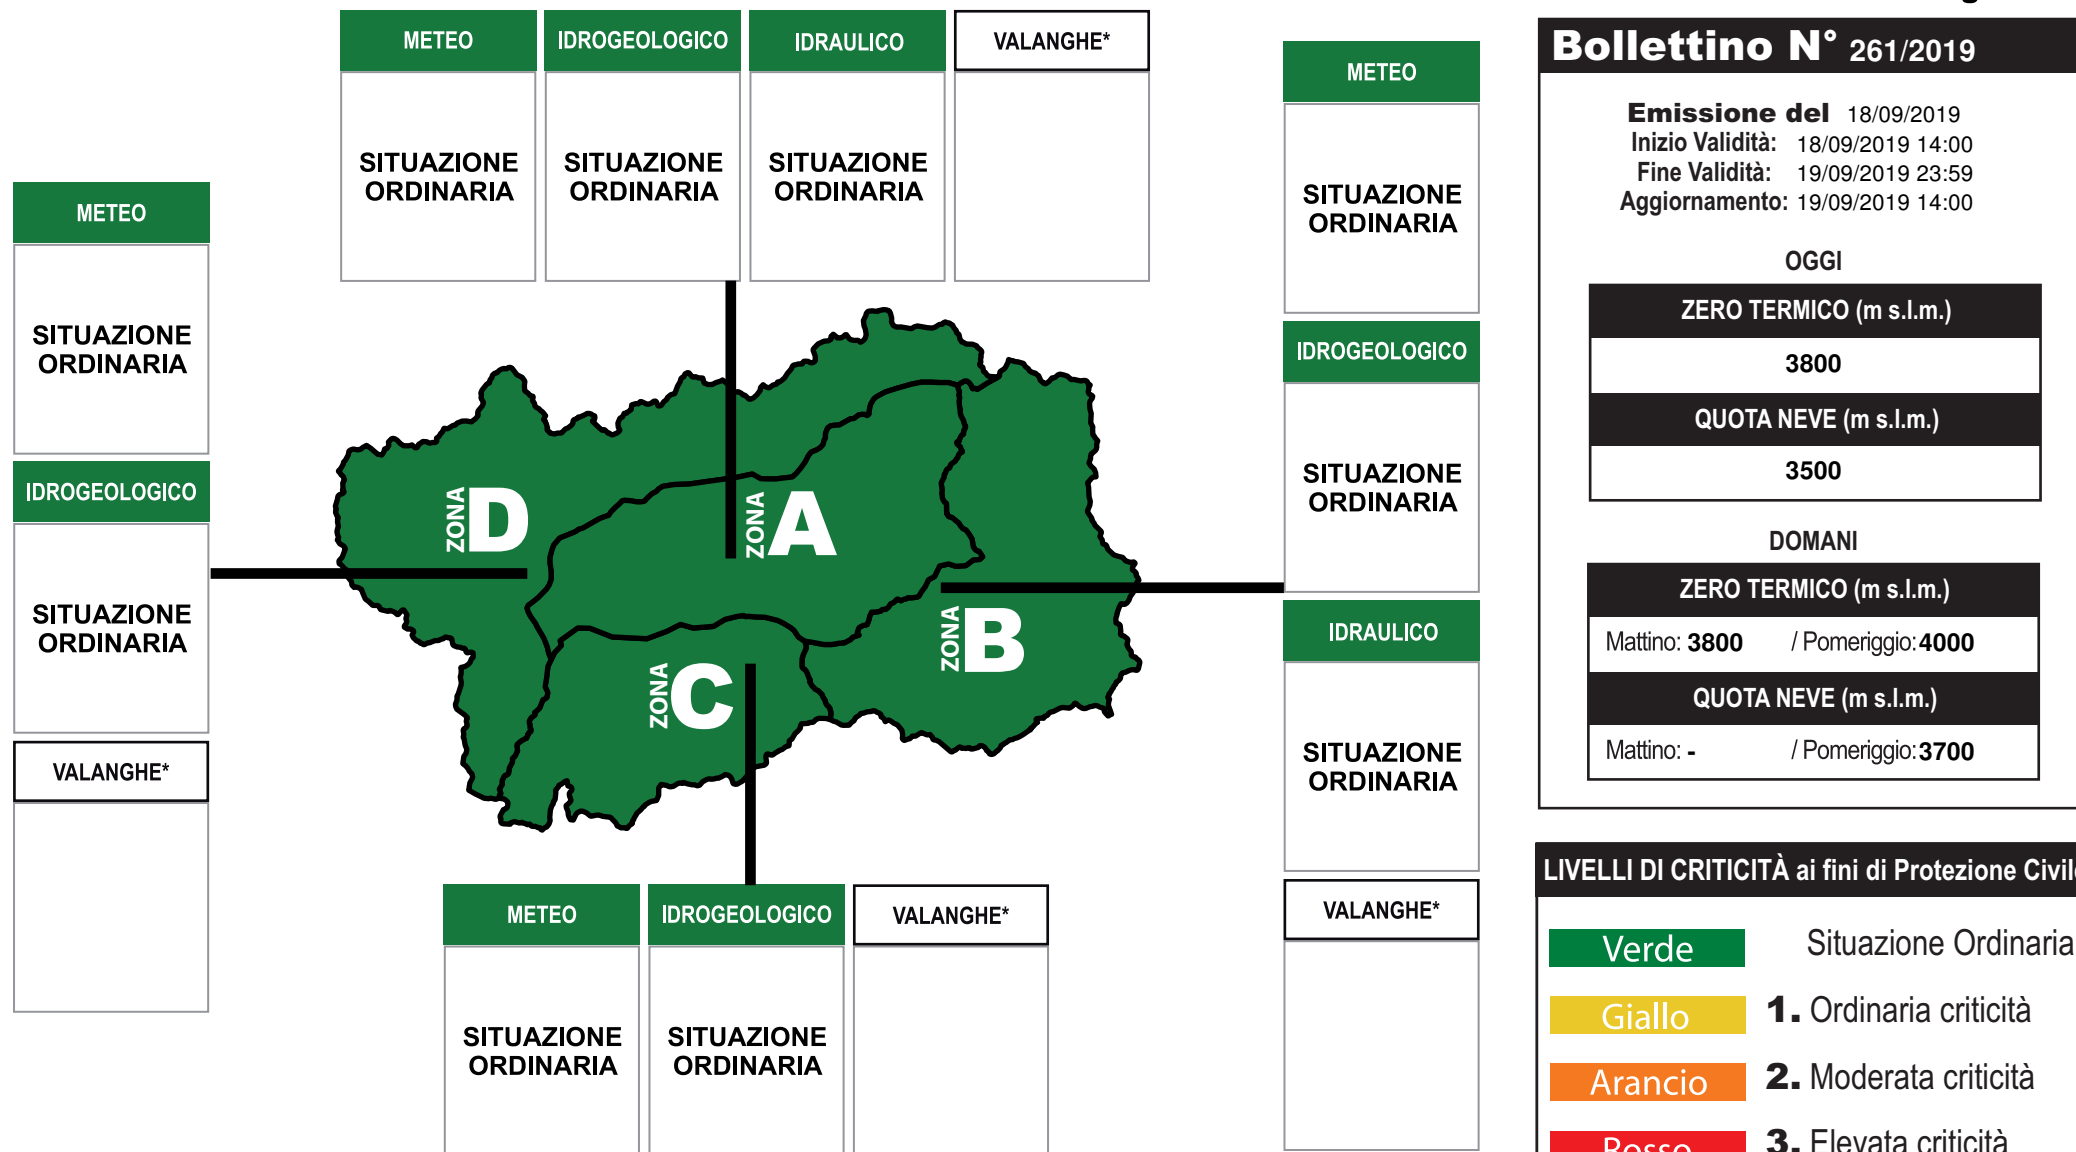 METEO
IDROGEOLOGICO
IDRAULICO
VALANGHE*
SITUAZIONE
ORDINARIA
SITUAZIONE
ORDINARIA
SITUAZIONE
ORDINARIA
METEO
SITUAZIONE
ORDINARIA
IDROGEOLOGICO
SITUAZIONE
ORDINARIA
VALANGHE*
ZONA D
ZONA A
ZONA B
ZONA C
METEO
SITUAZIONE
ORDINARIA
IDROGEOLOGICO
SITUAZIONE
ORDINARIA
IDRAULICO
SITUAZIONE
ORDINARIA
VALANGHE*
METEO
IDROGEOLOGICO
VALANGHE*
SITUAZIONE
ORDINARIA
SITUAZIONE
ORDINARIA
Bollettino N° 261/2019
Emissione del 18/09/2019
Inizio Validità: 18/09/2019 14:00
Fine Validità: 19/09/2019 23:59
Aggiornamento: 19/09/2019 14:00
OGGI
ZERO TERMICO (m s.l.m.)
3800
QUOTA NEVE (m s.l.m.)
3500
DOMANI
ZERO TERMICO (m s.l.m.)
Mattino: 3800 / Pomeriggio: 4000
QUOTA NEVE (m s.l.m.)
Mattino: - / Pomeriggio: 3700
LIVELLI DI CRITICITÀ ai fini di Protezione Civile
Verde Situazione Ordinaria
Giallo 1. Ordinaria criticità
Arancio 2. Moderata criticità
Rosso 3. Elevata criticità